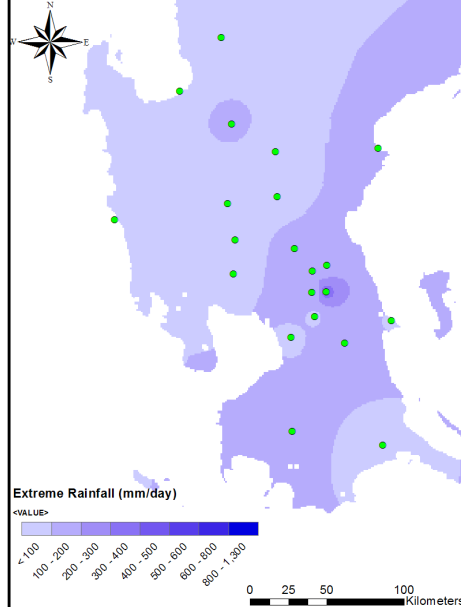 N
W E
S
Extreme Rainfall (mm/day)
<VALUE>
< 100
100 - 200
200 - 300
300 - 400
400 - 500
500 - 600
600 - 800
800 - 1.300
0 25 50 100
Kilometers